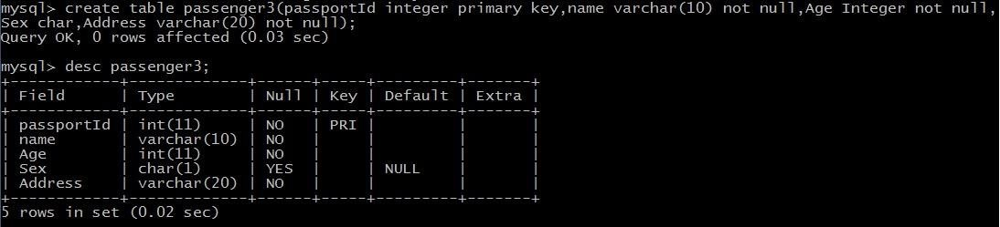 mysql> create table passenger3(passportId integer primary key,name varchar(10) not null,Age Integer not null,
Sex char,Address varchar(20) not null);
Query OK, 0 rows affected (0.03 sec)

mysql> desc passenger3;
+------------+-------------+------+-----+---------+-------+
| Field      | Type        | Null | Key | Default | Extra |
+------------+-------------+------+-----+---------+-------+
| passportId | int(11)     | NO   | PRI |         |       |
| name       | varchar(10) | NO   |     |         |       |
| Age        | int(11)     | NO   |     |         |       |
| Sex        | char(1)     | YES  |     | NULL    |       |
| Address    | varchar(20) | NO   |     |         |       |
+------------+-------------+------+-----+---------+-------+
5 rows in set (0.02 sec)